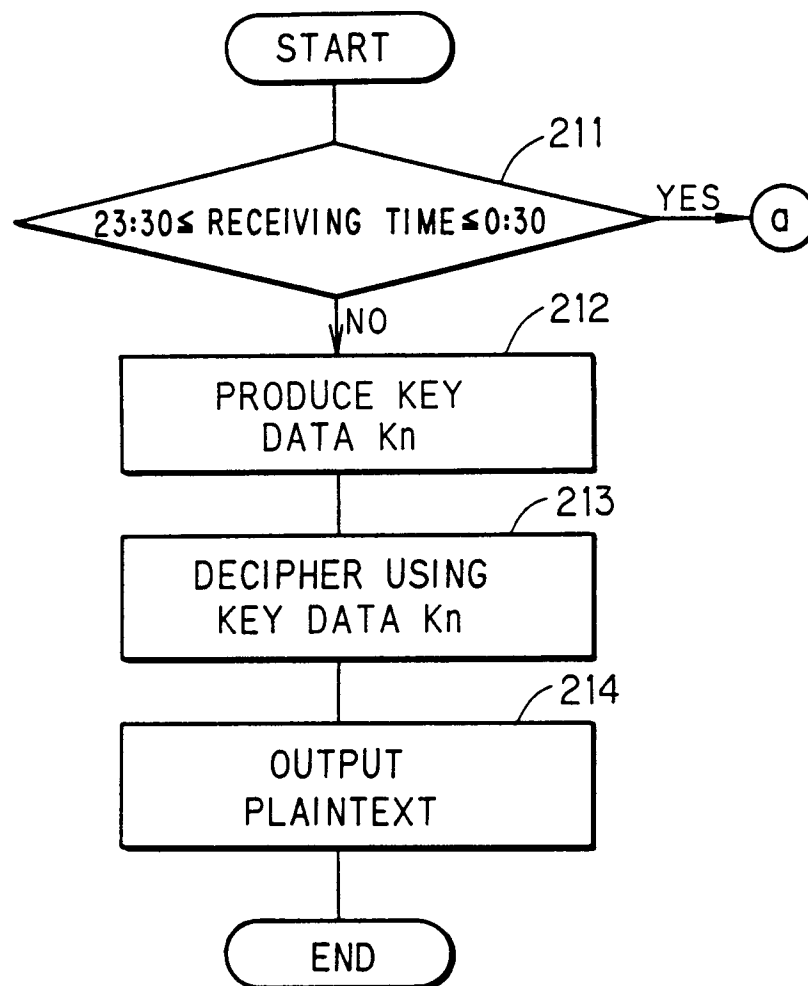 START
211
23:30≦ RECEIVING TIME≦0:30
YES
a
NO
212
PRODUCE KEY
DATA Kn
213
DECIPHER USING
KEY DATA Kn
214
OUTPUT
PLAINTEXT
END